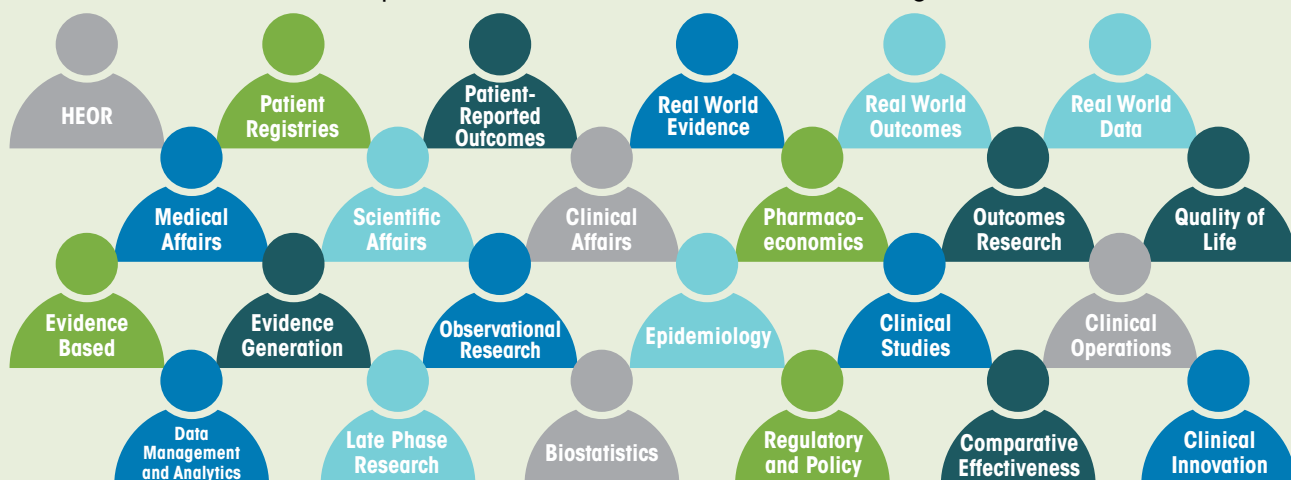 HEOR
Patient
Registries
Patient-
Reported
Outcomes
Real World
Evidence
Real World
Outcomes
Real World
Data
Medical
Affairs
Scientific
Affairs
Clinical
Affairs
Pharmaco-
economics
Outcomes
Research
Quality of
Life
Evidence
Based
Evidence
Generation
Observational
Research
Epidemiology
Clinical
Studies
Clinical
Operations
Data
Management
and Analytics
Late Phase
Research
Biostatistics
Regulatory
and Policy
Comparative
Effectiveness
Clinical
Innovation